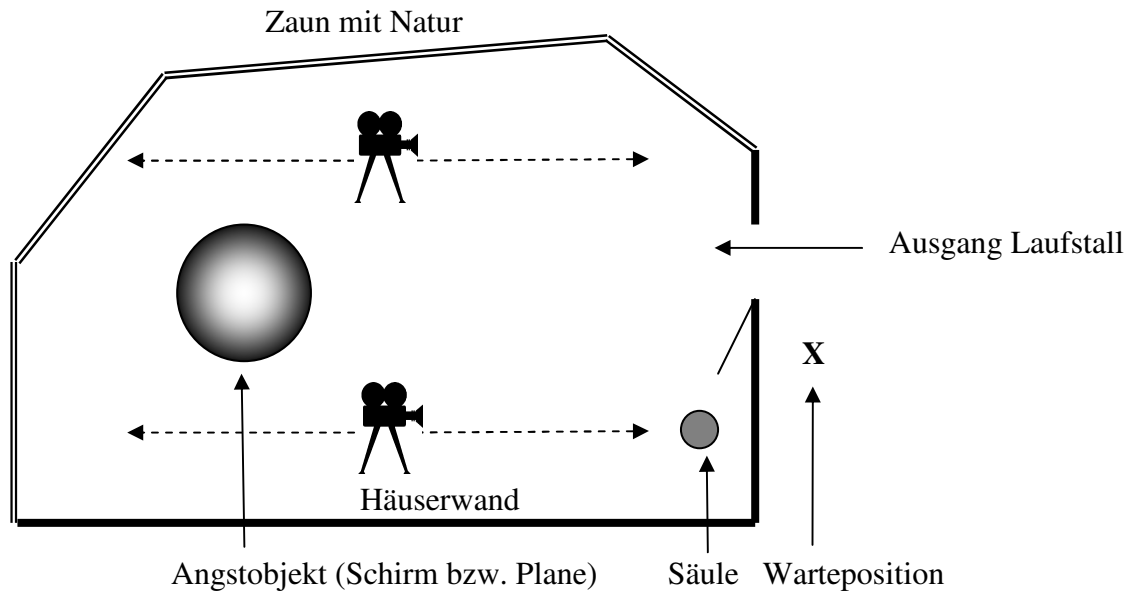 Zaun mit Natur
Ausgang Laufstall
X
Häuserwand
Angstobjekt (Schirm bzw. Plane)
Säule
Warteposition